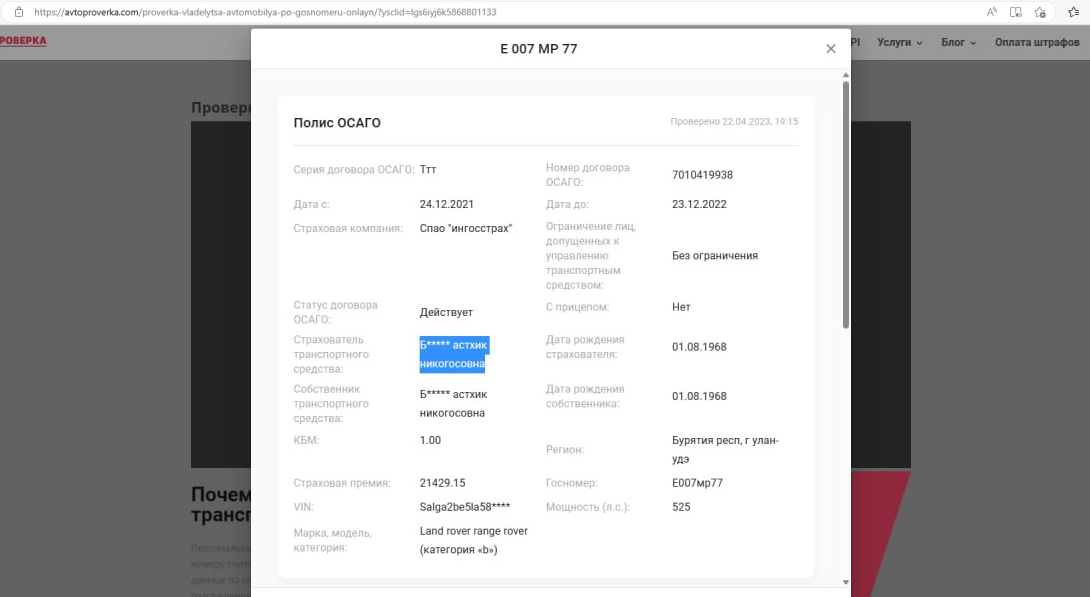 https://avtoproverka.com/proverka-vladelytsa-avtomobilya-po-gosnomeru-onlayn/?ysclid=lgs6iyj6k5868801133
РОВЕРКА
PI Услуги Блог Оплата штрафов
Е 007 МР 77
Провер
Полис ОСАГО
Проверено 22.04.2023, 19:15
Серия договора ОСАГО: Ттт
Номер договора
ОСАГО:
7010419938
Дата с: 24.12.2021
Дата до: 23.12.2022
Страховая компания: Спао "ингосстрах"
Ограничение лиц,
допущенных к
управлению
транспортным
средством:
Без ограничения
Статус договора
ОСАГО:
Действует
С прицепом: Нет
Страхователь
транспортного
средства:
Б***** астхик
никогосовна
Дата рождения
страхователя:
01.08.1968
Собственник
транспортного
средства:
Б***** астхик
никогосовна
Дата рождения
собственника:
01.08.1968
КБМ: 1.00
Регион:
Бурятия респ, г улан-
удэ
Страховая премия: 21429.15
Госномер: Е007мр77
VIN: Salga2be5la58****
Мощность (л.с.): 525
Марка, модель,
категория:
Land rover range rover
(категория «b»)
Почем
трансг
Персональны
номеру счита
данные по се